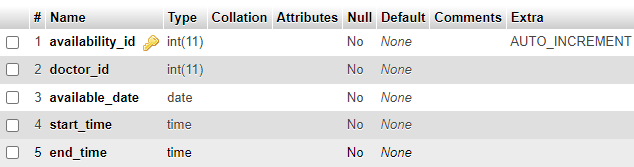 # Name Type Collation Attributes Null Default Comments Extra
1 availability_id int(11) No None AUTO_INCREMENT
2 doctor_id int(11) No None
3 available_date date No None
4 start_time time No None
5 end_time time No None